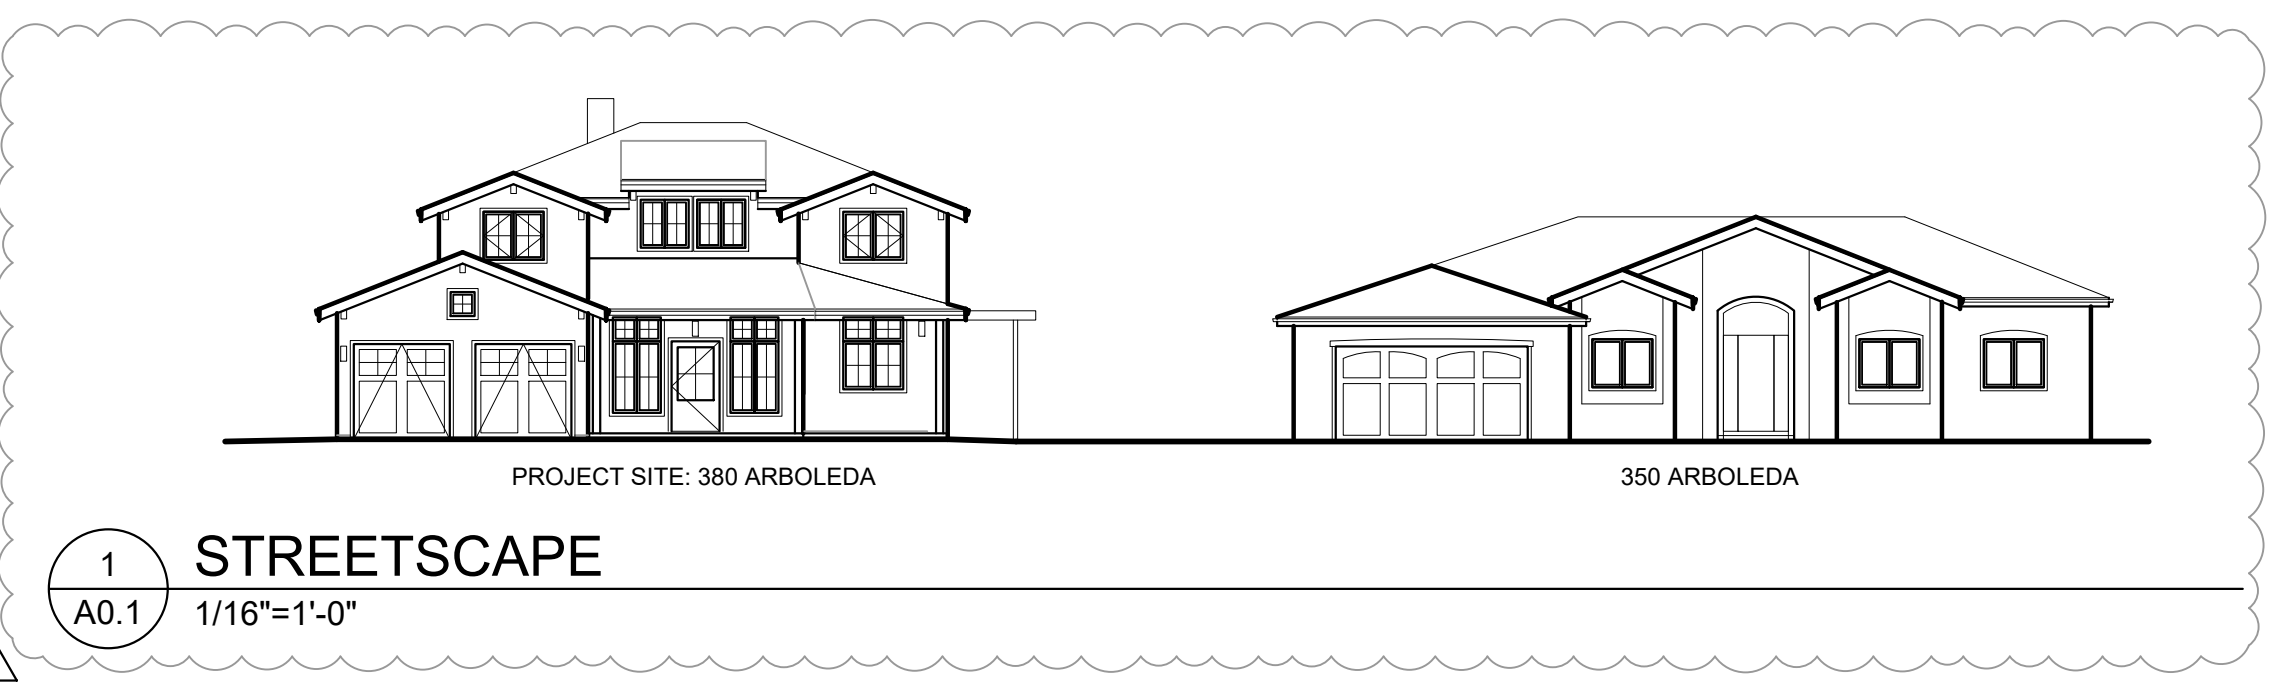 PROJECT SITE: 380 ARBOLEDA
350 ARBOLEDA
1
STREETSCAPE
A0.1
1/16"=1'-0"